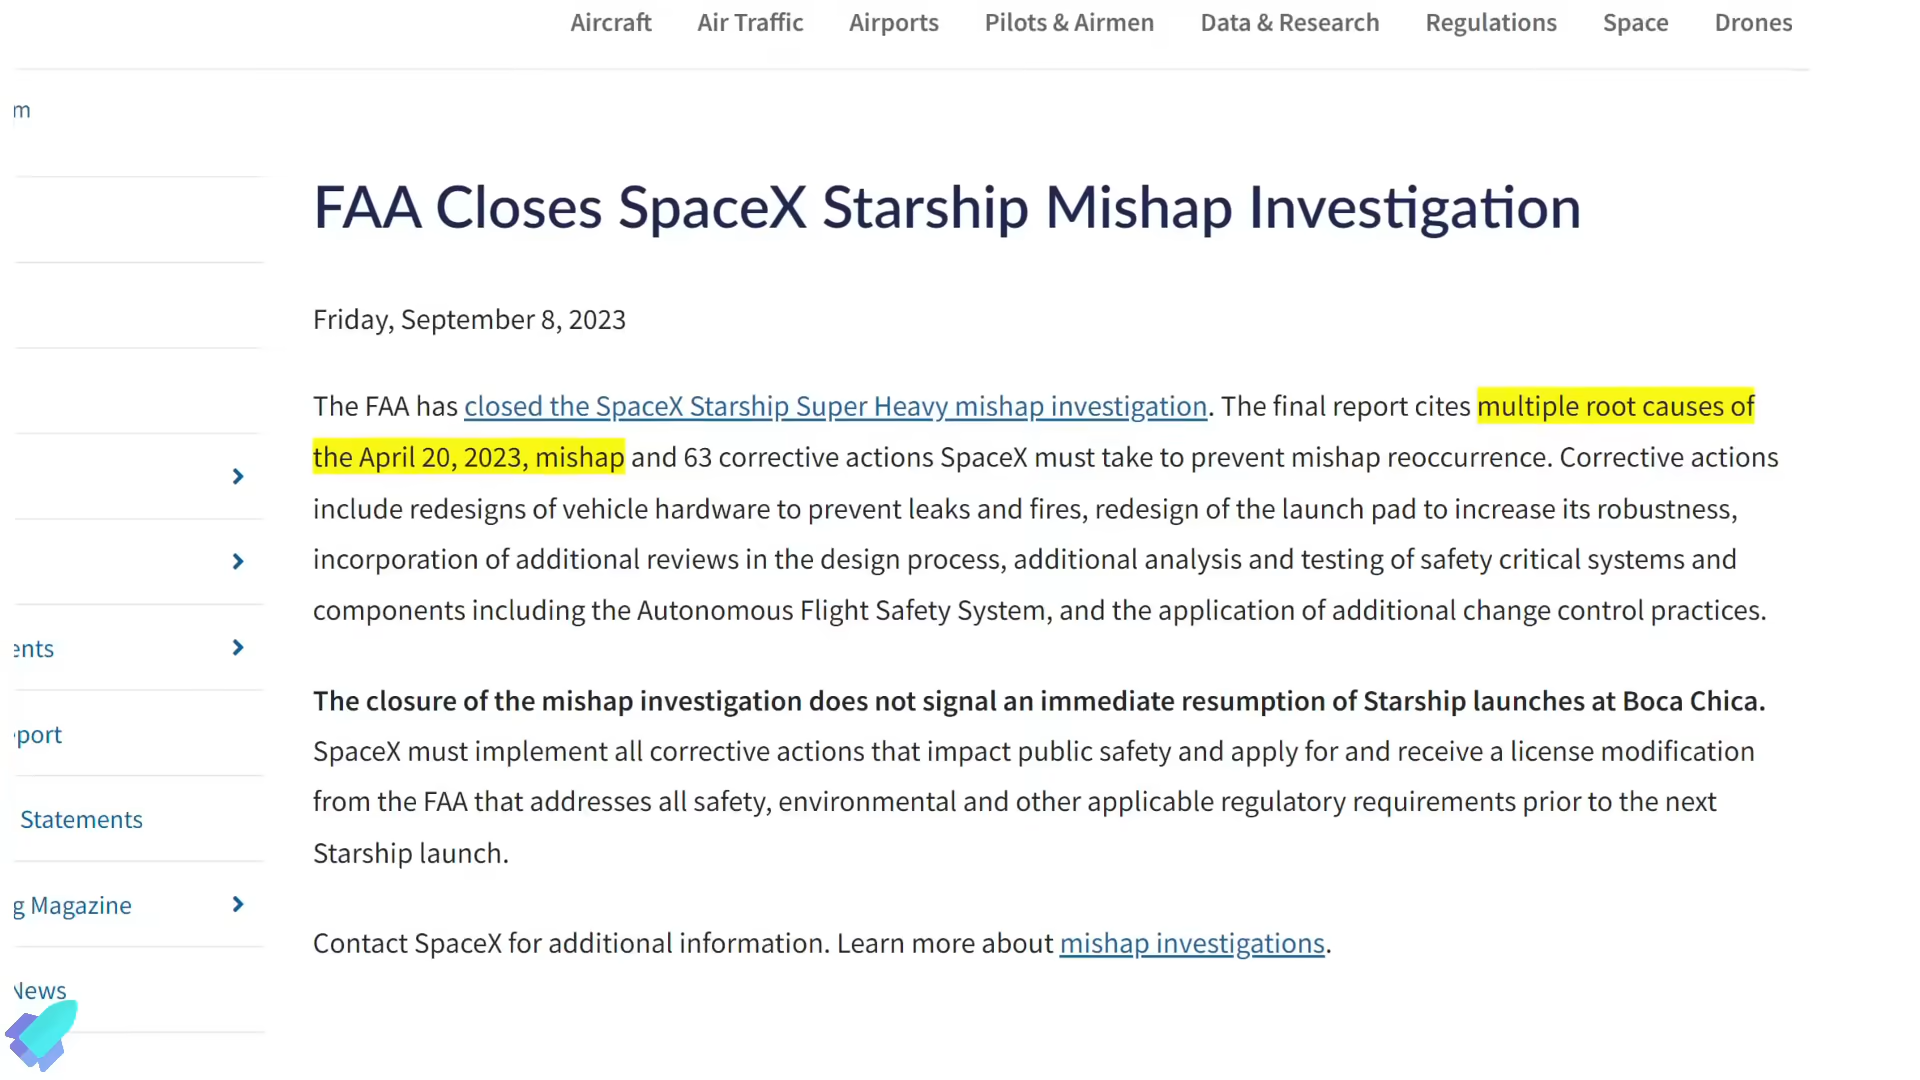 Aircraft Air Traffic Airports Pilots & Airmen Data & Research Regulations Space Drones
m
FAA Closes SpaceX Starship Mishap Investigation
Friday, September 8, 2023
The FAA has closed the SpaceX Starship Super Heavy mishap investigation. The final report cites multiple root causes of
the April 20, 2023, mishap and 63 corrective actions SpaceX must take to prevent mishap reoccurrence. Corrective actions
include redesigns of vehicle hardware to prevent leaks and fires, redesign of the launch pad to increase its robustness,
incorporation of additional reviews in the design process, additional analysis and testing of safety critical systems and
components including the Autonomous Flight Safety System, and the application of additional change control practices.
The closure of the mishap investigation does not signal an immediate resumption of Starship launches at Boca Chica.
SpaceX must implement all corrective actions that impact public safety and apply for and receive a license modification
from the FAA that addresses all safety, environmental and other applicable regulatory requirements prior to the next
Starship launch.
Contact SpaceX for additional information. Learn more about mishap investigations.
ents
port
Statements
g Magazine
News